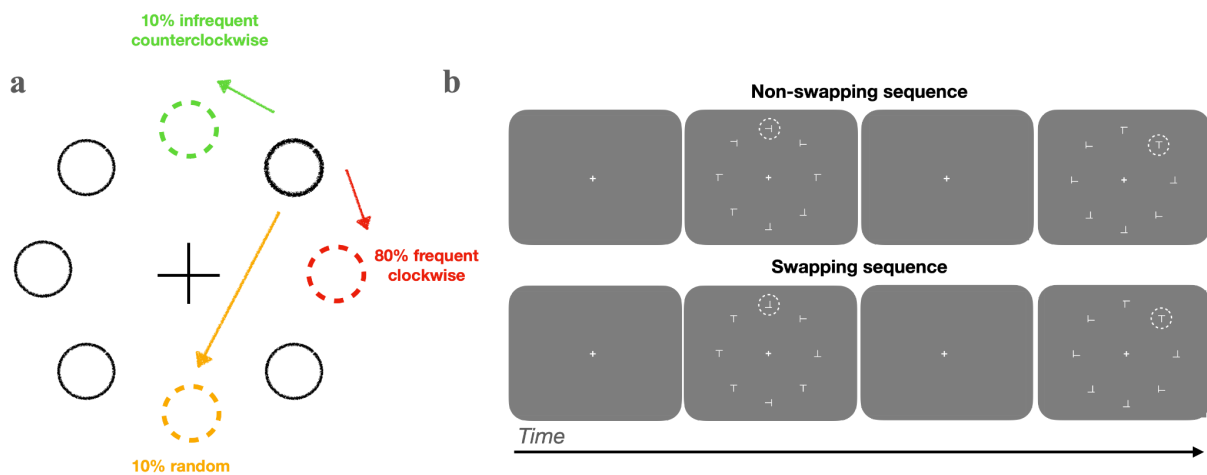 10% infrequent
counterclockwise
a
80% frequent
clockwise
10% random
b
Non-swapping sequence
Swapping sequence
Time